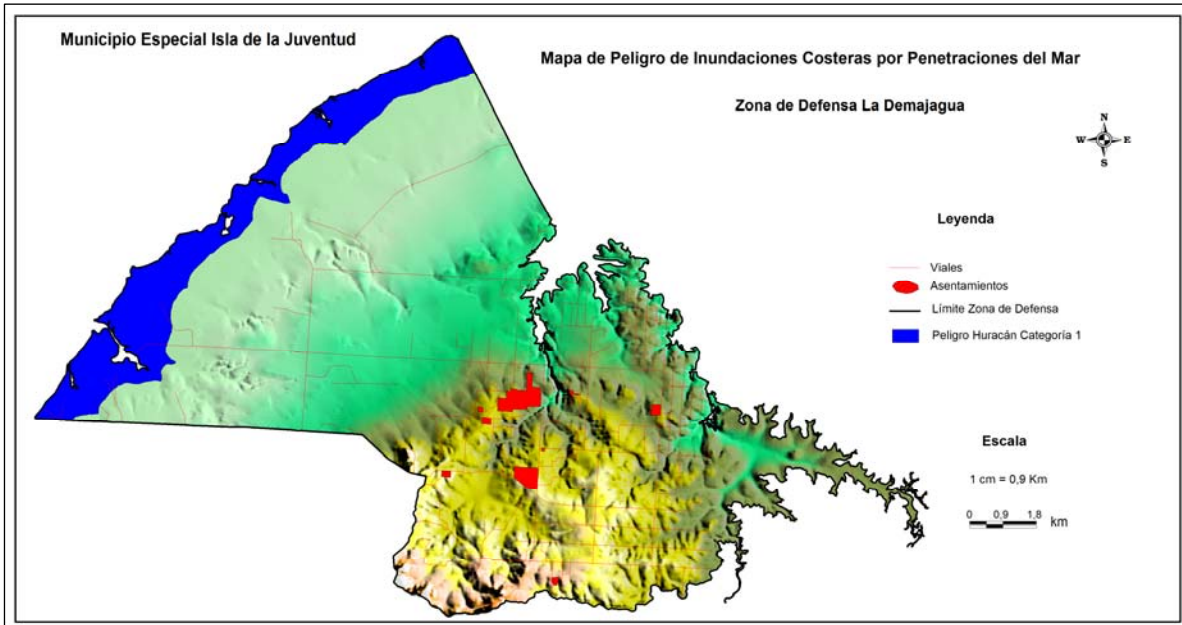 Municipio Especial Isla de la Juventud
Mapa de Peligro de Inundaciones Costeras por Penetraciones del Mar
Zona de Defensa La Demajagua
N
W E
S
Leyenda
Viales
Asentamientos
Límite Zona de Defensa
Peligro Huracán Categoría 1
Escala
1 cm = 0,9 Km
0 0,9 1,8
km